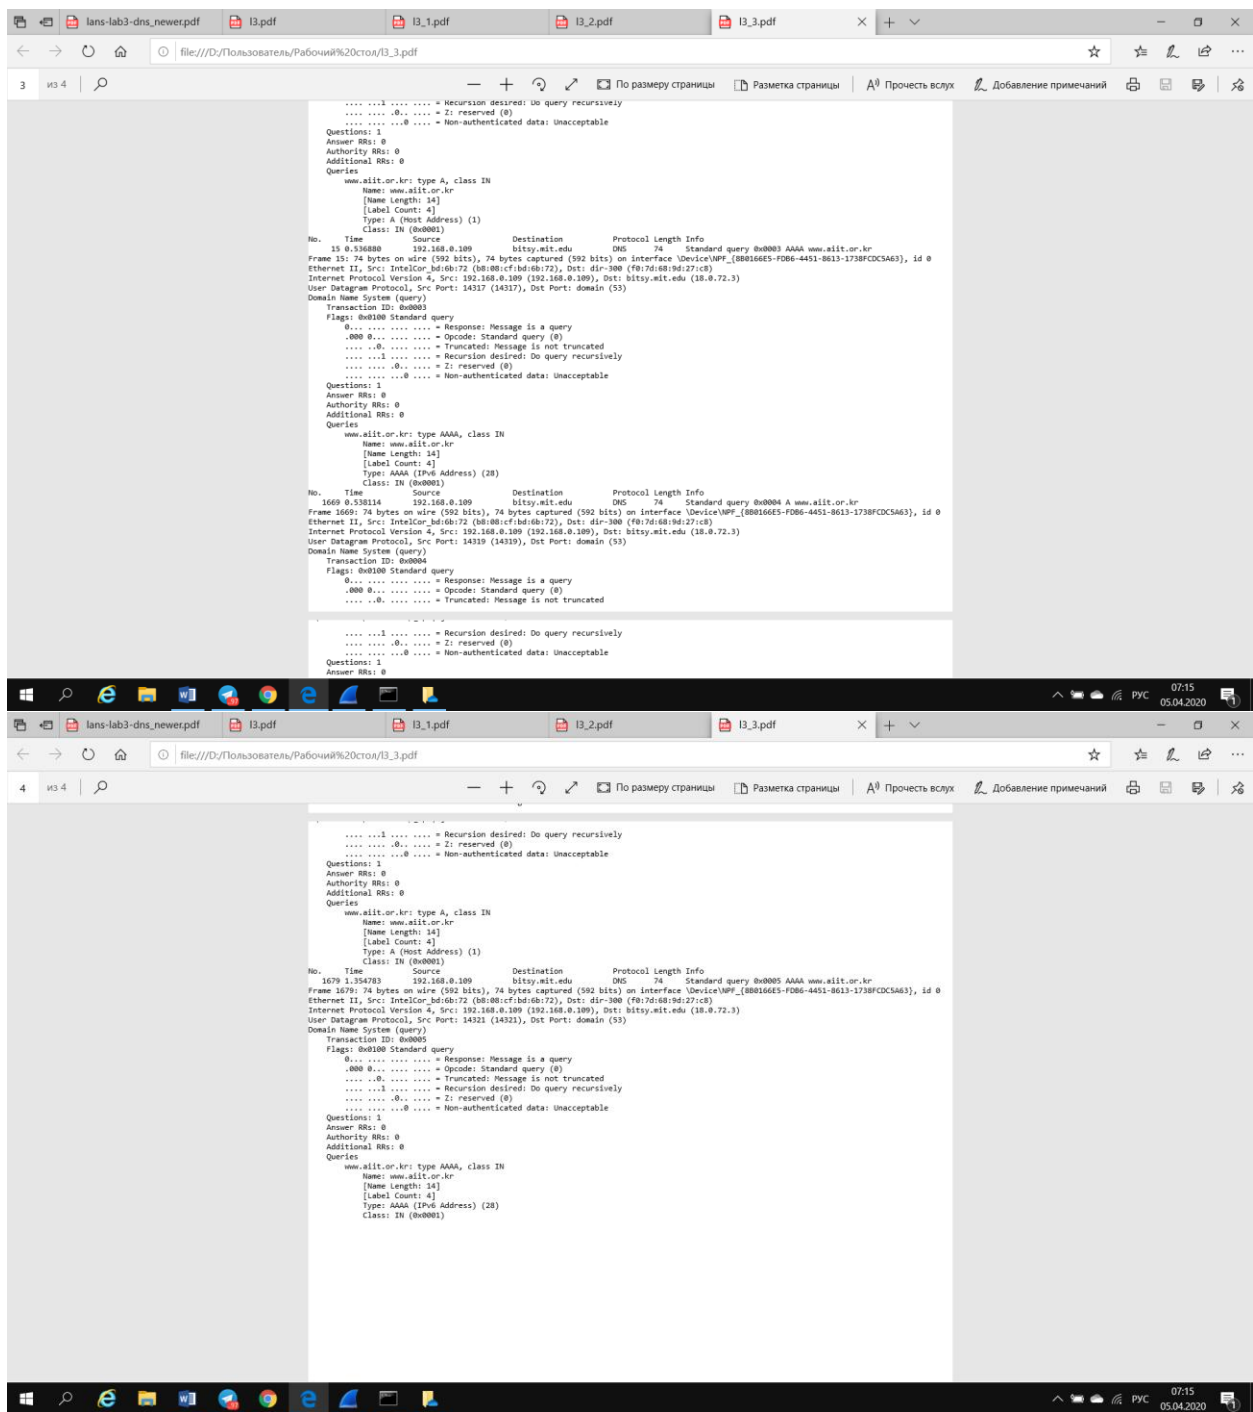 lans-lab3-dns_newer.pdf l3.pdf l3_1.pdf l3_2.pdf l3_3.pdf
file:///D:/Пользователь/Рабочий%20стол/l3_3.pdf
3 из 4 По размеру страницы Разметка страницы Прочесть вслух Добавление примечаний
.... ...1 .... .... = Recursion desired: Do query recursively
.... .... .0.. .... = Z: reserved (0)
.... .... ...0 .... = Non-authenticated data: Unacceptable
Questions: 1
Answer RRs: 0
Authority RRs: 0
Additional RRs: 0
Queries
www.aiit.or.kr: type A, class IN
Name: www.aiit.or.kr
[Name Length: 14]
[Label Count: 4]
Type: A (Host Address) (1)
Class: IN (0x0001)
No. Time Source Destination Protocol Length Info
15 0.536880 192.168.0.109 bitsy.mit.edu DNS 74 Standard query 0x0003 AAAA www.aiit.or.kr
Frame 15: 74 bytes on wire (592 bits), 74 bytes captured (592 bits) on interface \Device\NPF_{8B0166E5-FDB6-4451-8613-1738FCDC5A63}, id 0
Ethernet II, Src: IntelCor_bd:6b:72 (b8:08:cf:bd:6b:72), Dst: dir-300 (f0:7d:68:9d:27:c8)
Internet Protocol Version 4, Src: 192.168.0.109 (192.168.0.109), Dst: bitsy.mit.edu (18.0.72.3)
User Datagram Protocol, Src Port: 14317 (14317), Dst Port: domain (53)
Domain Name System (query)
Transaction ID: 0x0003
Flags: 0x0100 Standard query
0... .... .... .... = Response: Message is a query
.000 0... .... .... = Opcode: Standard query (0)
.... ..0. .... .... = Truncated: Message is not truncated
.... ...1 .... .... = Recursion desired: Do query recursively
.... .... .0.. .... = Z: reserved (0)
.... .... ...0 .... = Non-authenticated data: Unacceptable
Questions: 1
Answer RRs: 0
Authority RRs: 0
Additional RRs: 0
Queries
www.aiit.or.kr: type AAAA, class IN
Name: www.aiit.or.kr
[Name Length: 14]
[Label Count: 4]
Type: AAAA (IPv6 Address) (28)
Class: IN (0x0001)
No. Time Source Destination Protocol Length Info
1669 0.538114 192.168.0.109 bitsy.mit.edu DNS 74 Standard query 0x0004 A www.aiit.or.kr
Frame 1669: 74 bytes on wire (592 bits), 74 bytes captured (592 bits) on interface \Device\NPF_{8B0166E5-FDB6-4451-8613-1738FCDC5A63}, id 0
Ethernet II, Src: IntelCor_bd:6b:72 (b8:08:cf:bd:6b:72), Dst: dir-300 (f0:7d:68:9d:27:c8)
Internet Protocol Version 4, Src: 192.168.0.109 (192.168.0.109), Dst: bitsy.mit.edu (18.0.72.3)
User Datagram Protocol, Src Port: 14319 (14319), Dst Port: domain (53)
Domain Name System (query)
Transaction ID: 0x0004
Flags: 0x0100 Standard query
0... .... .... .... = Response: Message is a query
.000 0... .... .... = Opcode: Standard query (0)
.... ..0. .... .... = Truncated: Message is not truncated
.... ...1 .... .... = Recursion desired: Do query recursively
.... .... .0.. .... = Z: reserved (0)
.... .... ...0 .... = Non-authenticated data: Unacceptable
Questions: 1
Answer RRs: 0
РУС 07:15
05.04.2020
lans-lab3-dns_newer.pdf l3.pdf l3_1.pdf l3_2.pdf l3_3.pdf
file:///D:/Пользователь/Рабочий%20стол/l3_3.pdf
4 из 4 По размеру страницы Разметка страницы Прочесть вслух Добавление примечаний
.... ...1 .... .... = Recursion desired: Do query recursively
.... .... .0.. .... = Z: reserved (0)
.... .... ...0 .... = Non-authenticated data: Unacceptable
Questions: 1
Answer RRs: 0
Authority RRs: 0
Additional RRs: 0
Queries
www.aiit.or.kr: type A, class IN
Name: www.aiit.or.kr
[Name Length: 14]
[Label Count: 4]
Type: A (Host Address) (1)
Class: IN (0x0001)
No. Time Source Destination Protocol Length Info
1679 1.354783 192.168.0.109 bitsy.mit.edu DNS 74 Standard query 0x0005 AAAA www.aiit.or.kr
Frame 1679: 74 bytes on wire (592 bits), 74 bytes captured (592 bits) on interface \Device\NPF_{8B0166E5-FDB6-4451-8613-1738FCDC5A63}, id 0
Ethernet II, Src: IntelCor_bd:6b:72 (b8:08:cf:bd:6b:72), Dst: dir-300 (f0:7d:68:9d:27:c8)
Internet Protocol Version 4, Src: 192.168.0.109 (192.168.0.109), Dst: bitsy.mit.edu (18.0.72.3)
User Datagram Protocol, Src Port: 14321 (14321), Dst Port: domain (53)
Domain Name System (query)
Transaction ID: 0x0005
Flags: 0x0100 Standard query
0... .... .... .... = Response: Message is a query
.000 0... .... .... = Opcode: Standard query (0)
.... ..0. .... .... = Truncated: Message is not truncated
.... ...1 .... .... = Recursion desired: Do query recursively
.... .... .0.. .... = Z: reserved (0)
.... .... ...0 .... = Non-authenticated data: Unacceptable
Questions: 1
Answer RRs: 0
Authority RRs: 0
Additional RRs: 0
Queries
www.aiit.or.kr: type AAAA, class IN
Name: www.aiit.or.kr
[Name Length: 14]
[Label Count: 4]
Type: AAAA (IPv6 Address) (28)
Class: IN (0x0001)
РУС 07:15
05.04.2020